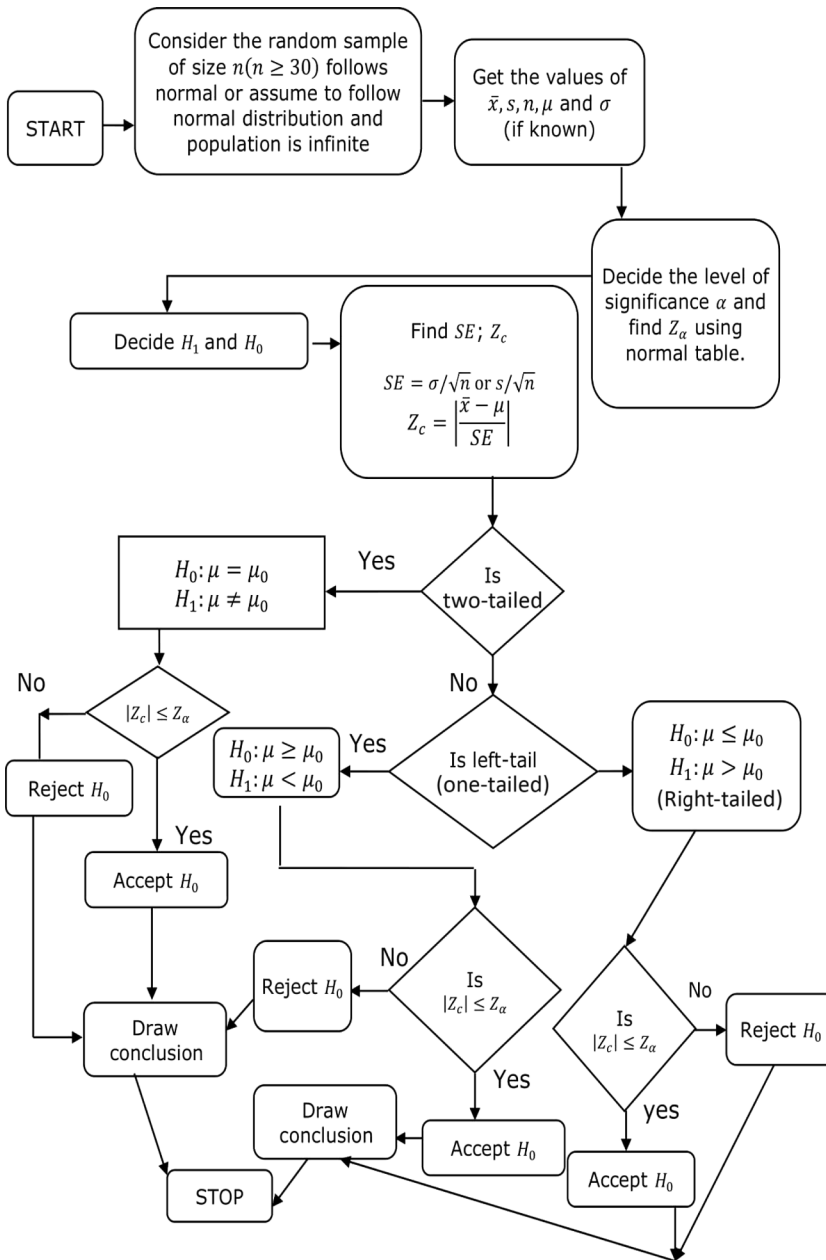 START
Consider the random sample
of size n(n ≥ 30) follows
normal or assume to follow
normal distribution and
population is infinite
Get the values of
x̄, s, n, μ and σ
(if known)
Decide the level of
significance α and
find Z_α using
normal table.
Decide H₁ and H₀
Find SE; Z_c
SE = σ/√n or s/√n
Z_c = |(x̄ − μ)/SE|
Is
two-tailed
Yes
H₀: μ = μ₀
H₁: μ ≠ μ₀
No
|Z_c| ≤ Z_α
No
Reject H₀
Yes
Accept H₀
Is left-tail
(one-tailed)
Yes
H₀: μ ≥ μ₀
H₁: μ < μ₀
H₀: μ ≤ μ₀
H₁: μ > μ₀
(Right-tailed)
Is
|Z_c| ≤ Z_α
No
Reject H₀
Yes
Accept H₀
Is
|Z_c| ≤ Z_α
No
Reject H₀
yes
Accept H₀
Draw
conclusion
Draw
conclusion
STOP